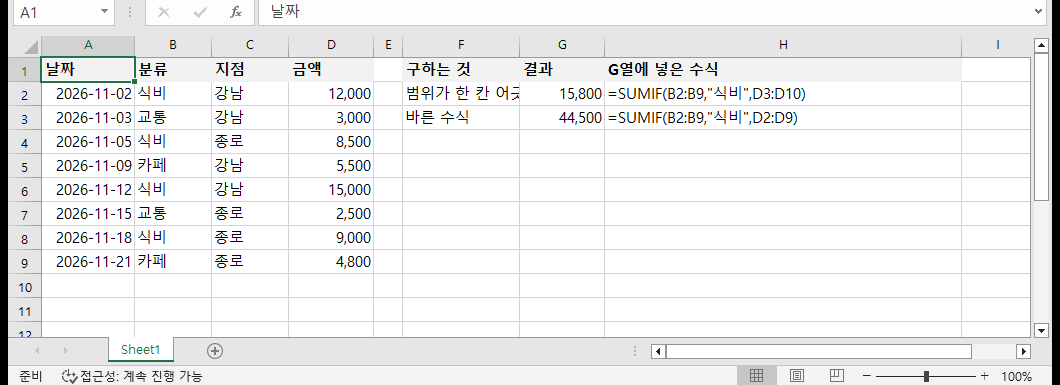 A1 fx 날짜
A B C D E F G H I
1 날짜 분류 지점 금액 구하는 것 결과 G열에 넣은 수식
2 2026-11-02 식비 강남 12,000 범위가 한 칸 어긋 15,800 =SUMIF(B2:B9,"식비",D3:D10)
3 2026-11-03 교통 강남 3,000 바른 수식 44,500 =SUMIF(B2:B9,"식비",D2:D9)
4 2026-11-05 식비 종로 8,500
5 2026-11-09 카페 강남 5,500
6 2026-11-12 식비 강남 15,000
7 2026-11-15 교통 종로 2,500
8 2026-11-18 식비 종로 9,000
9 2026-11-21 카페 종로 4,800
10
11
12
Sheet1
준비 접근성: 계속 진행 가능 100%